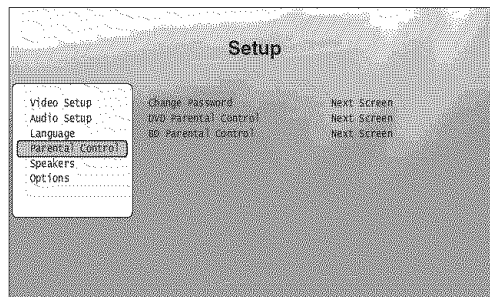 Setup
Video Setup
Audio Setup
Language
Parental Control
Speakers
Options
Change Password Next Screen
DVD Parental Control Next Screen
BD Parental Control Next Screen